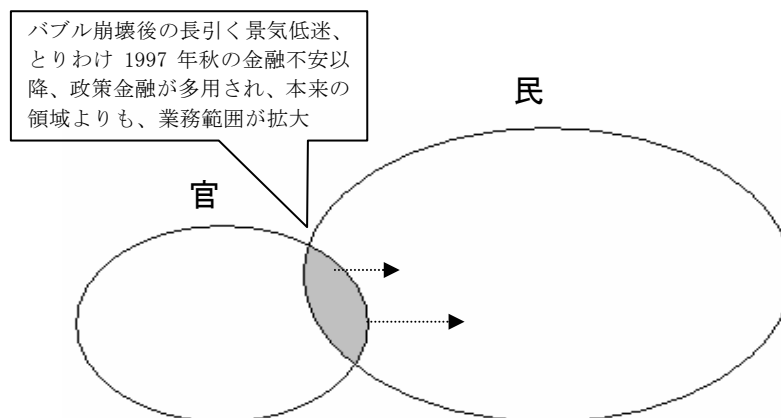 バブル崩壊後の長引く景気低迷、
とりわけ 1997 年秋の金融不安以
降、政策金融が多用され、本来の
領域よりも、業務範囲が拡大
民
官